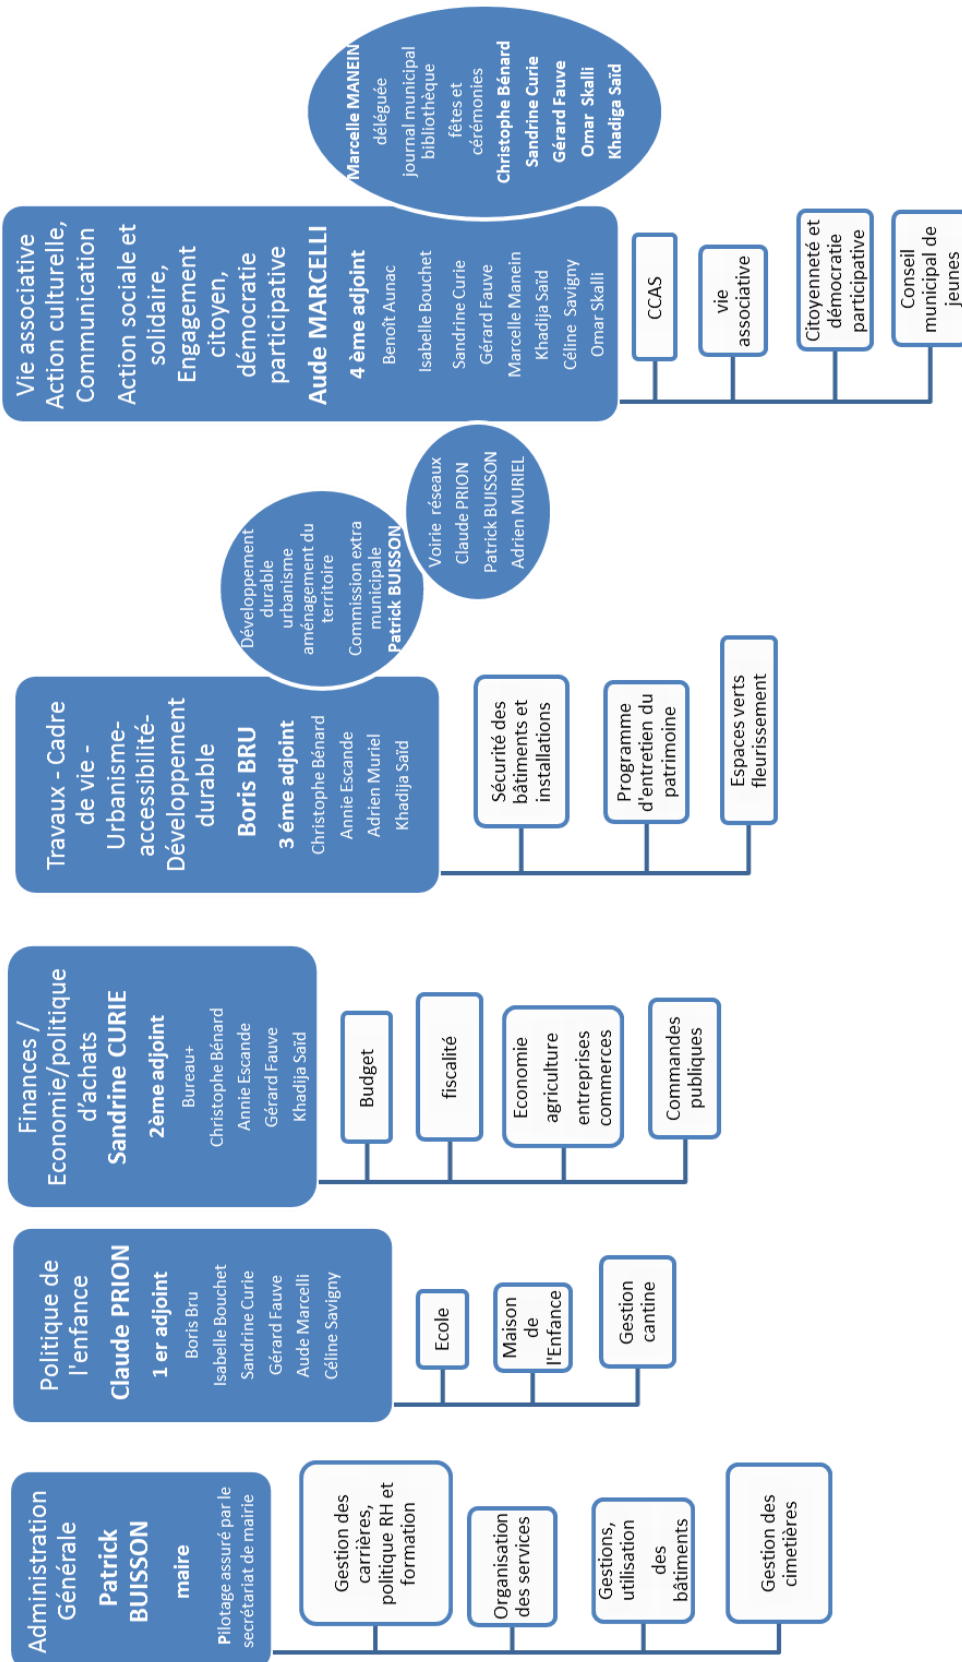 Administration
Générale
Patrick
BUISSON
maire
Pilotage assuré par le
secrétariat de mairie
Gestion des
carrières,
politique RH et
formation
Organisation
des services
Gestions,
utilisation
des
bâtiments
Gestion des
cimetières
Politique de
l'enfance
Claude PRION
1 er adjoint
Boris Bru
Isabelle Bouchet
Sandrine Curie
Gérard Fauve
Aude Marcelli
Céline Savigny
Ecole
Maison
de
l'Enfance
Gestion
cantine
Finances /
Economie/politique
d'achats
Sandrine CURIE
2ème adjoint
Bureau+
Christophe Bénard
Annie Escande
Gérard Fauve
Khadija Saïd
Budget
fiscalité
Economie
agriculture
entreprises
commerces
Commandes
publiques
Travaux - Cadre
de vie -
Urbanisme-
accessibilité-
Développement
durable
Boris BRU
3 éme adjoint
Christophe Bénard
Annie Escande
Adrien Muriel
Khadija Saïd
Sécurité des
bâtiments et
installations
Programme
d'entretien du
patrimoine
Espaces verts
fleurissement
Développement
durable
urbanisme
aménagement du
territoire
Commission extra
municipale
Patrick BUISSON
Voirie réseaux
Claude PRION
Patrick BUISSON
Adrien MURIEL
Vie associative
Action culturelle,
Communication
Action sociale et
solidaire,
Engagement
citoyen,
démocratie
participative
Aude MARCELLI
4 ème adjoint
Benoît Aunac
Isabelle Bouchet
Sandrine Curie
Gérard Fauve
Marcelle Manein
Khadija Saïd
Céline Savigny
Omar Skalli
CCAS
vie
associative
Citoyenneté et
démocratie
participative
Conseil
municipal de
jeunes
Marcelle MANEIN
déléguée
journal municipal
bibliothèque
fêtes et
cérémonies
Christophe Bénard
Sandrine Curie
Gérard Fauve
Omar Skalli
Khadiga Saïd